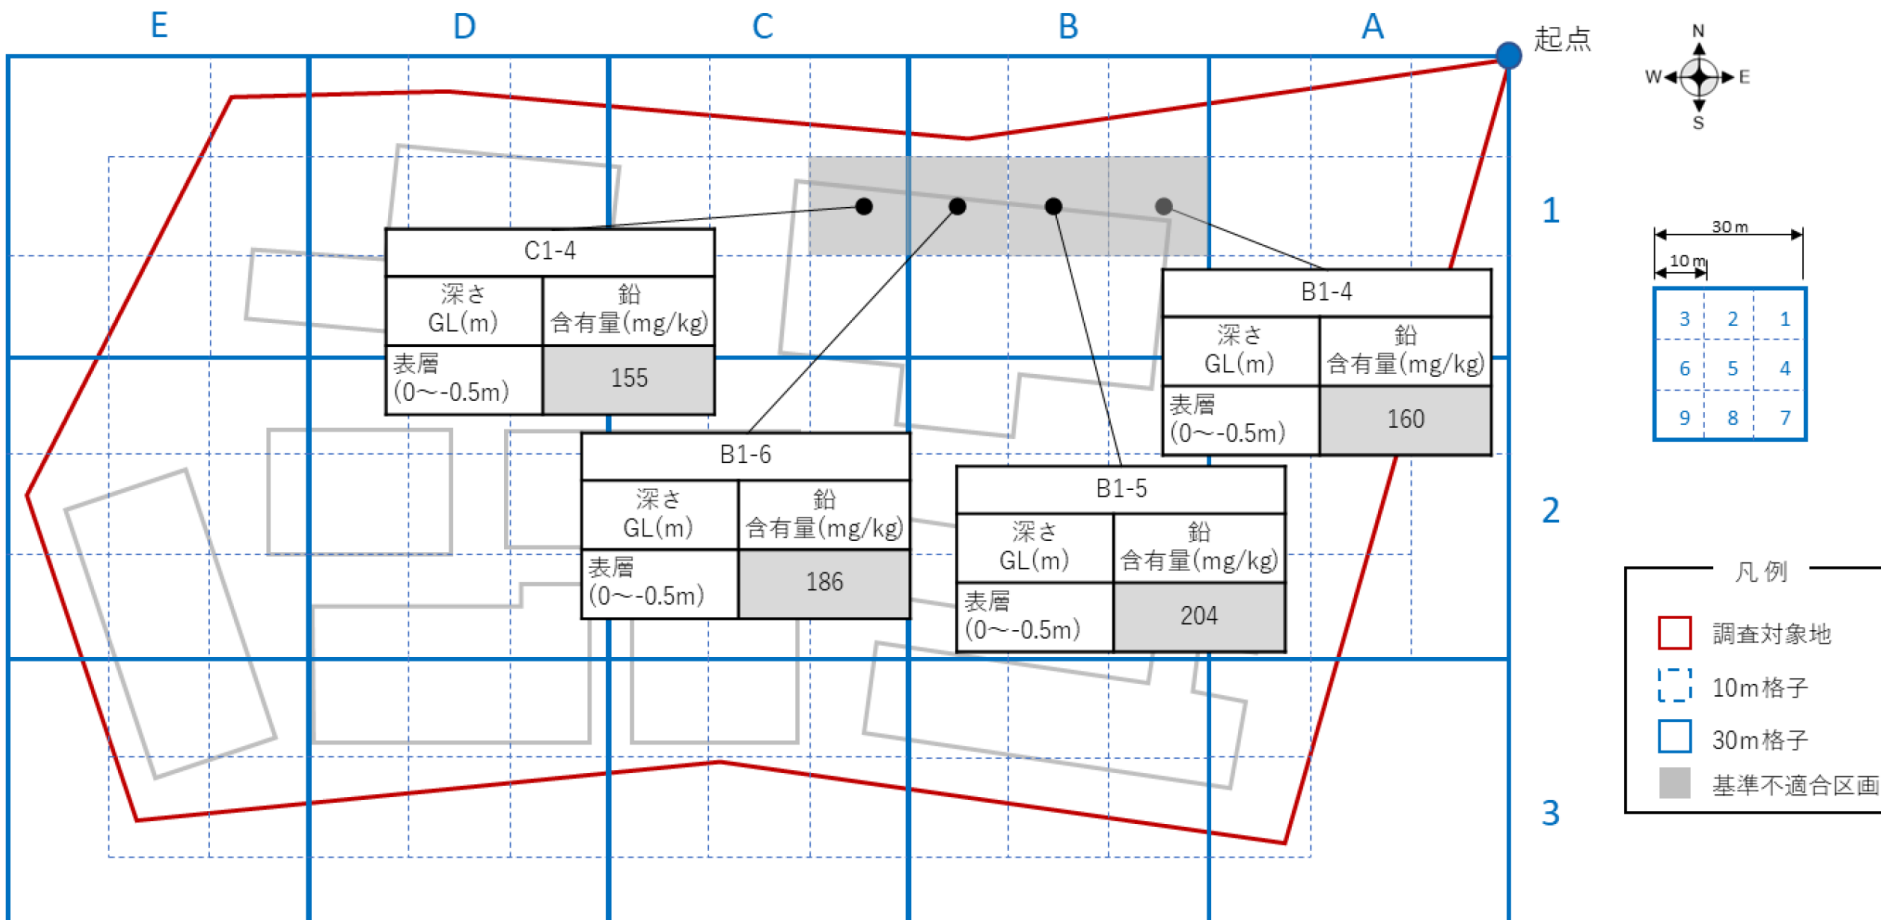 E
D
C
B
A
起点
N
W
E
S
1
2
3
C1-4
深さ
GL(m)
鉛
含有量(mg/kg)
表層
(0～-0.5m)
155
B1-6
深さ
GL(m)
鉛
含有量(mg/kg)
表層
(0～-0.5m)
186
B1-5
深さ
GL(m)
鉛
含有量(mg/kg)
表層
(0～-0.5m)
204
B1-4
深さ
GL(m)
鉛
含有量(mg/kg)
表層
(0～-0.5m)
160
30m
10m
3 2 1
6 5 4
9 8 7
凡例
調査対象地
10m格子
30m格子
基準不適合区画